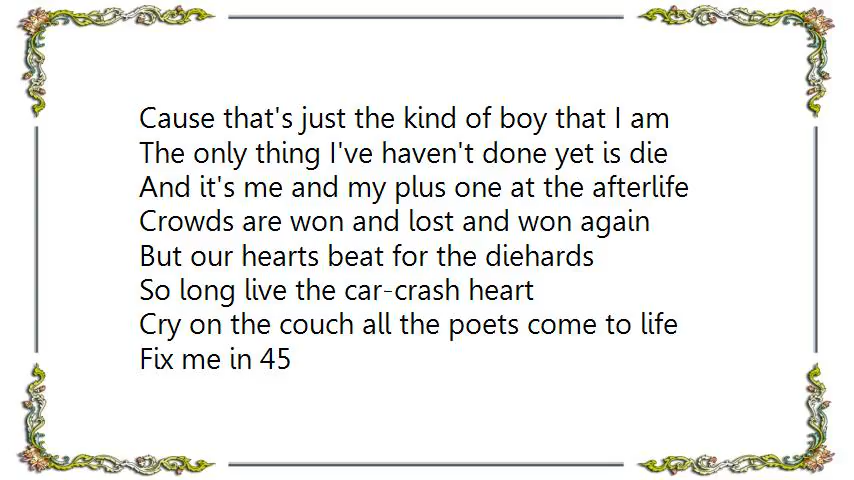 Cause that's just the kind of boy that I am
The only thing I've haven't done yet is die
And it's me and my plus one at the afterlife
Crowds are won and lost and won again
But our hearts beat for the diehards
So long live the car-crash heart
Cry on the couch all the poets come to life
Fix me in 45